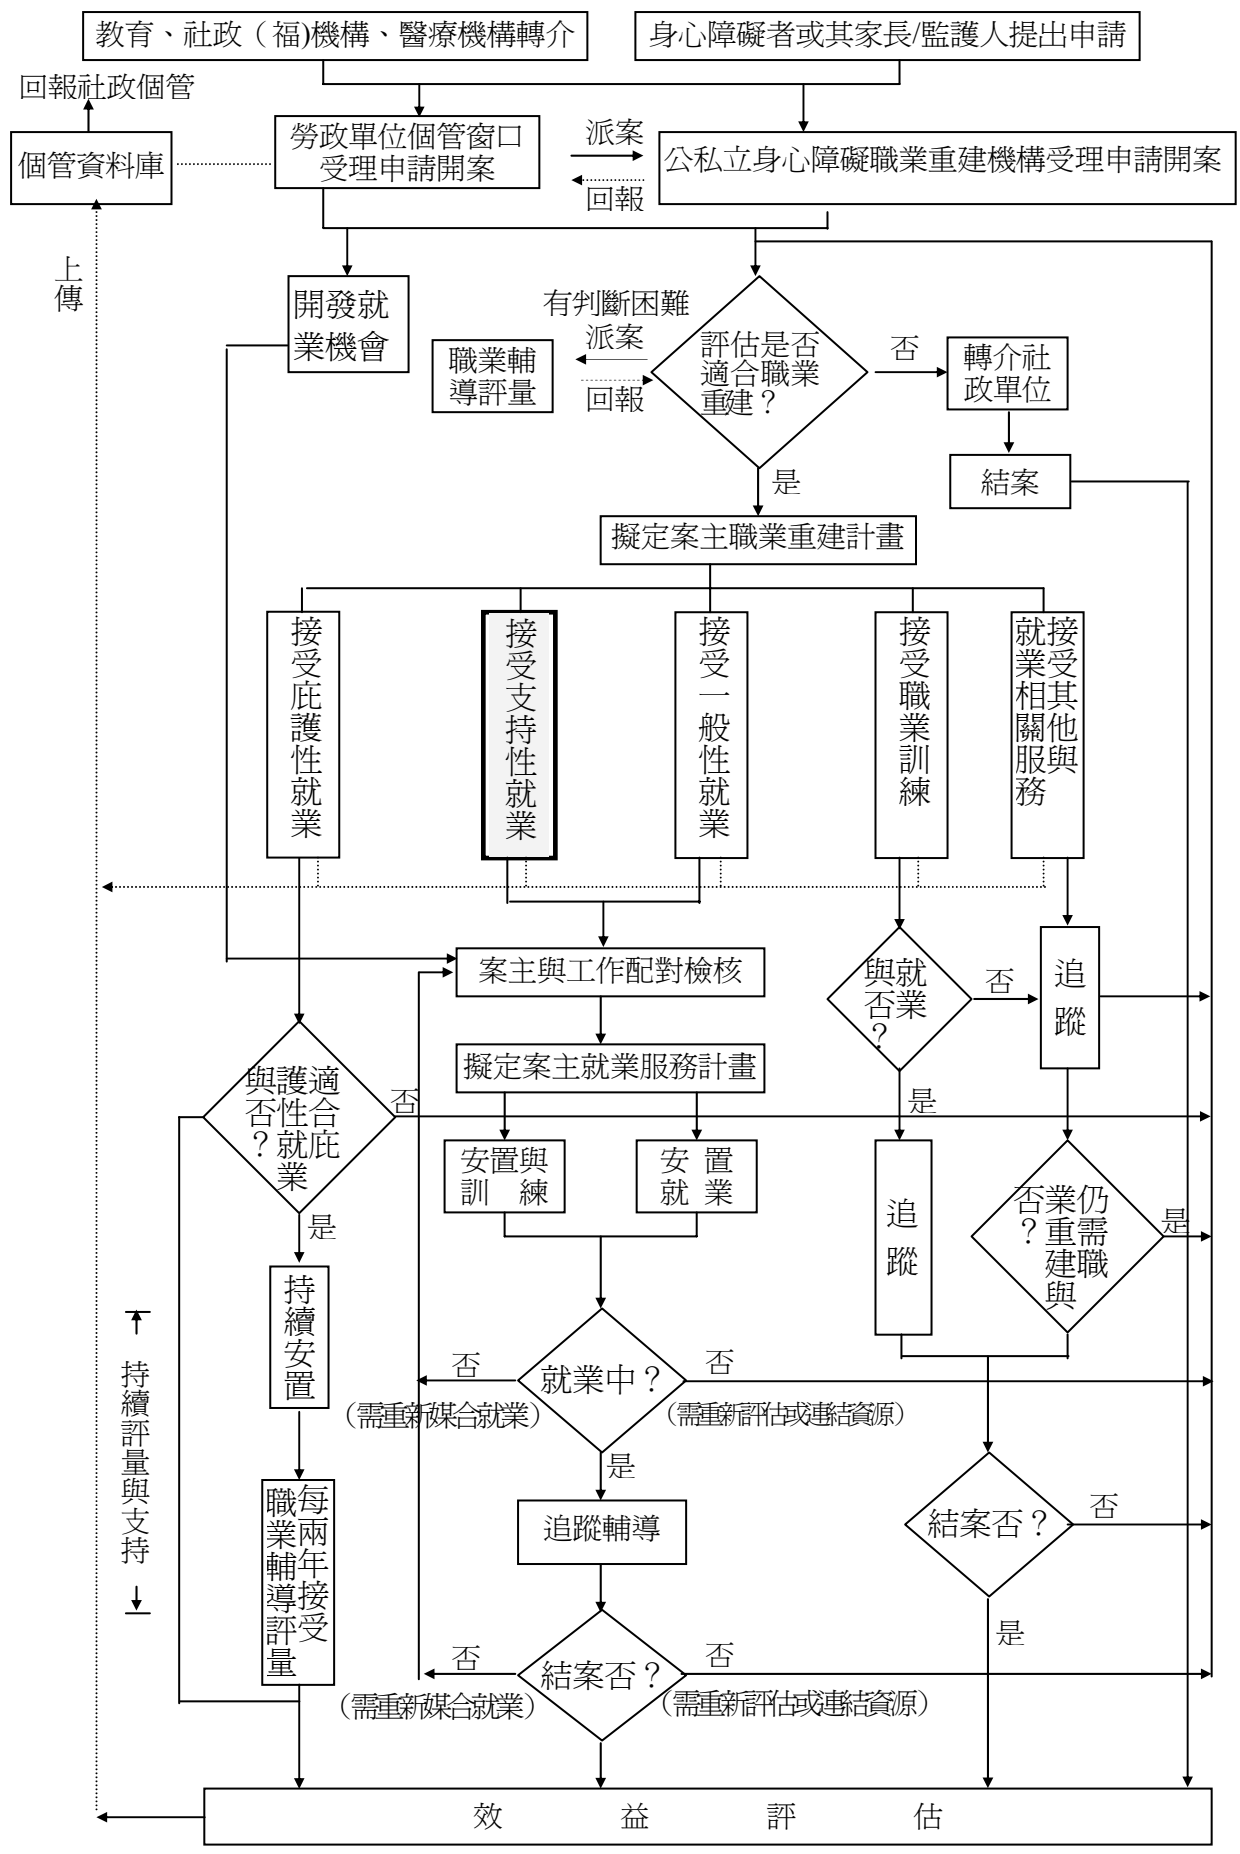 教育、社政（福)機構、醫療機構轉介
身心障礙者或其家長/監護人提出申請
回報社政個管
個管資料庫
勞政單位個管窗口
受理申請開案
派案
回報
公私立身心障礙職業重建機構受理申請開案
上傳
開發就
業機會
有判斷困難
派案
回報
職業輔
導評量
評估是否
適合職業
重建？
否
轉介社
政單位
結案
是
擬定案主職業重建計畫
接受庇護性就業
接受支持性就業
接受一般性就業
接受職業訓練
接受其他與
就業相關服務
案主與工作配對檢核
擬定案主就業服務計畫
就業
與否？
否
是
追蹤
適合庇
護性就業
與否？
否
是
安置與
訓　練
安 置
就 業
追蹤
仍需職
業重建與
否？
是
持續安置
持續評量與支持
就業中？
否
（需重新媒合就業）
否
（需重新評估或連結資源）
是
每兩年接受
職業輔導評量
追蹤輔導
結案否？
否
是
結案否？
否
（需重新媒合就業）
否
（需重新評估或連結資源）
效 益 評 估